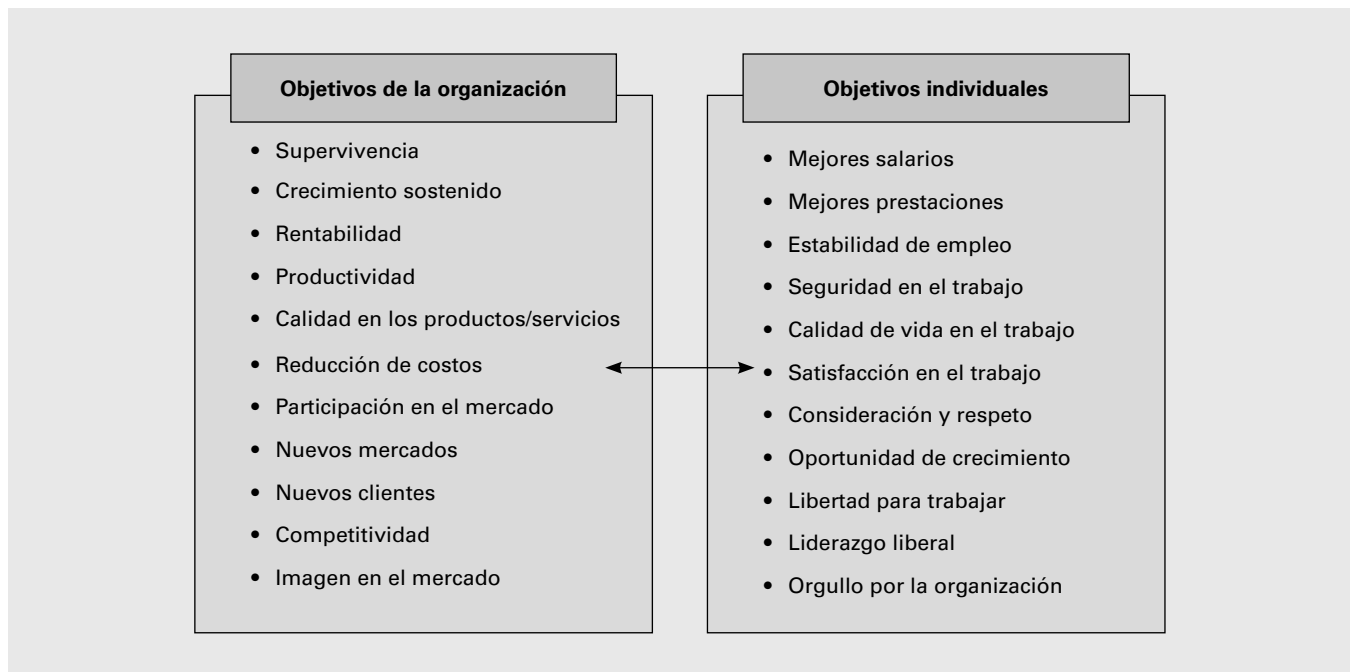 Objetivos de la organización
• Supervivencia
• Crecimiento sostenido
• Rentabilidad
• Productividad
• Calidad en los productos/servicios
• Reducción de costos
• Participación en el mercado
• Nuevos mercados
• Nuevos clientes
• Competitividad
• Imagen en el mercado
Objetivos individuales
• Mejores salarios
• Mejores prestaciones
• Estabilidad de empleo
• Seguridad en el trabajo
• Calidad de vida en el trabajo
• Satisfacción en el trabajo
• Consideración y respeto
• Oportunidad de crecimiento
• Libertad para trabajar
• Liderazgo liberal
• Orgullo por la organización